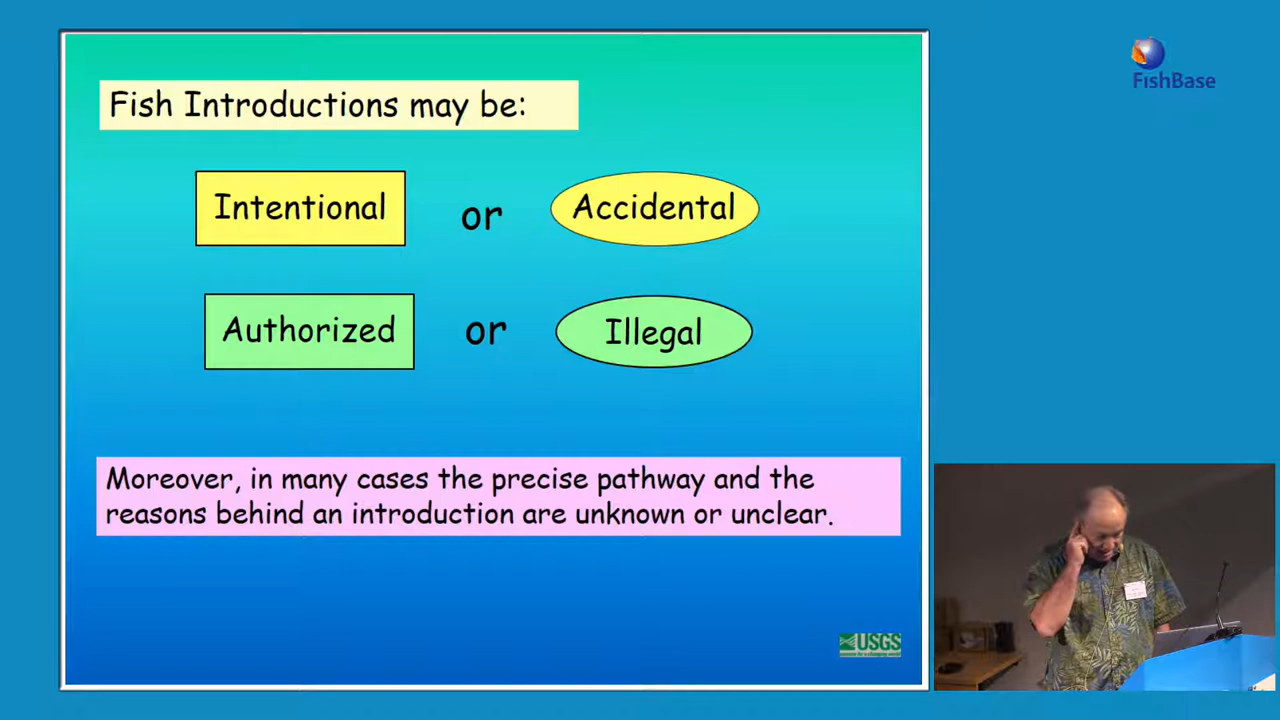 FishBase
Fish Introductions may be:
Intentional or Accidental
Authorized or Illegal
Moreover, in many cases the precise pathway and the
reasons behind an introduction are unknown or unclear.
USGS